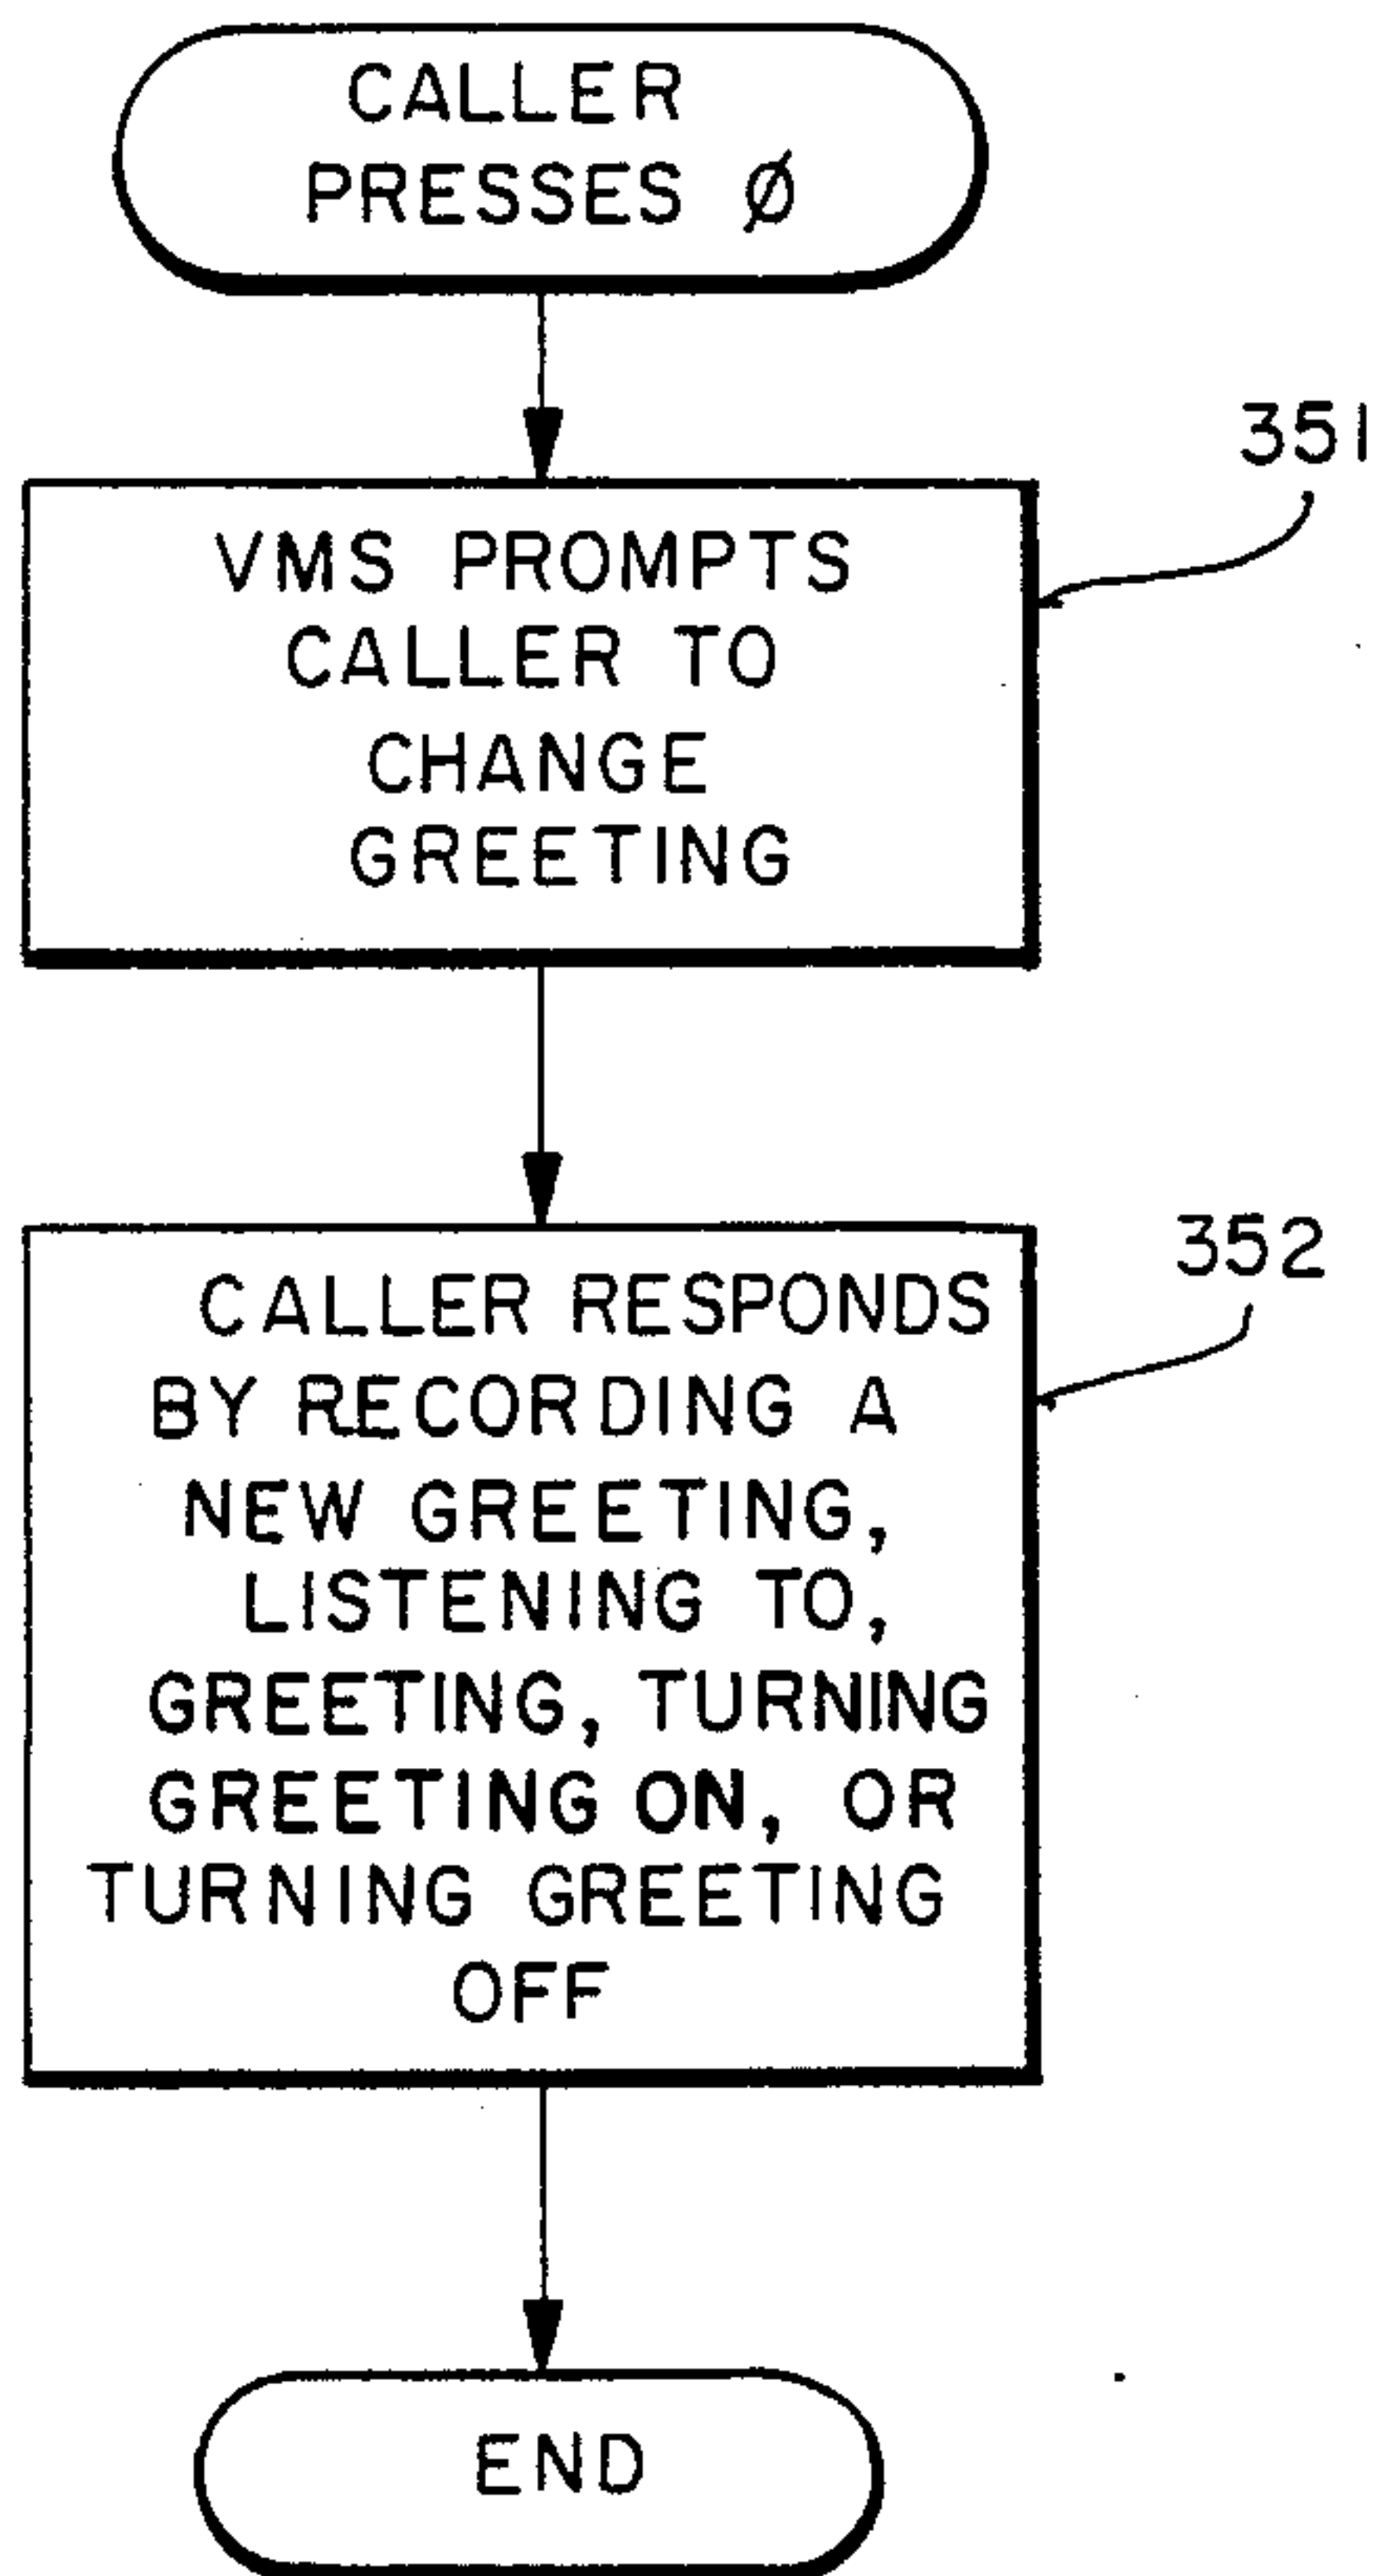 CALLER
PRESSES Ø
351
VMS PROMPTS
CALLER TO
CHANGE
GREETING
352
CALLER RESPONDS
BY RECORDING A
NEW GREETING,
LISTENING TO,
GREETING, TURNING
GREETING ON, OR
TURNING GREETING
OFF
END